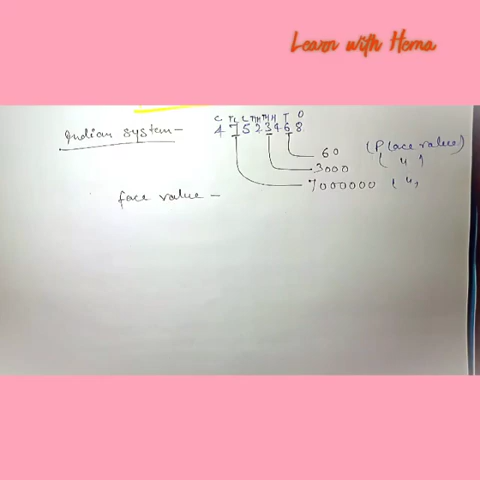 Learn with Hema
C TL L TTH TH H T O
Indian system - 4 7 5 2 3 4 6 8
60 (Place value)
3000 ( " )
7000000 ( ",
face value -